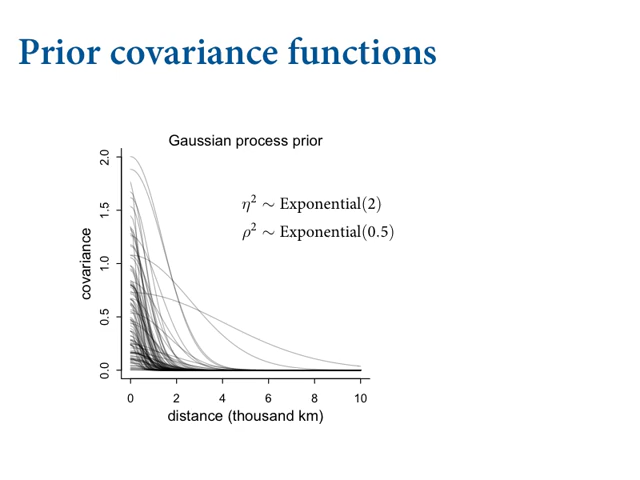 Prior covariance functions
Gaussian process prior
η² ∼ Exponential(2)
ρ² ∼ Exponential(0.5)
covariance
2.0
1.5
1.0
0.5
0.0
0 2 4 6 8 10
distance (thousand km)